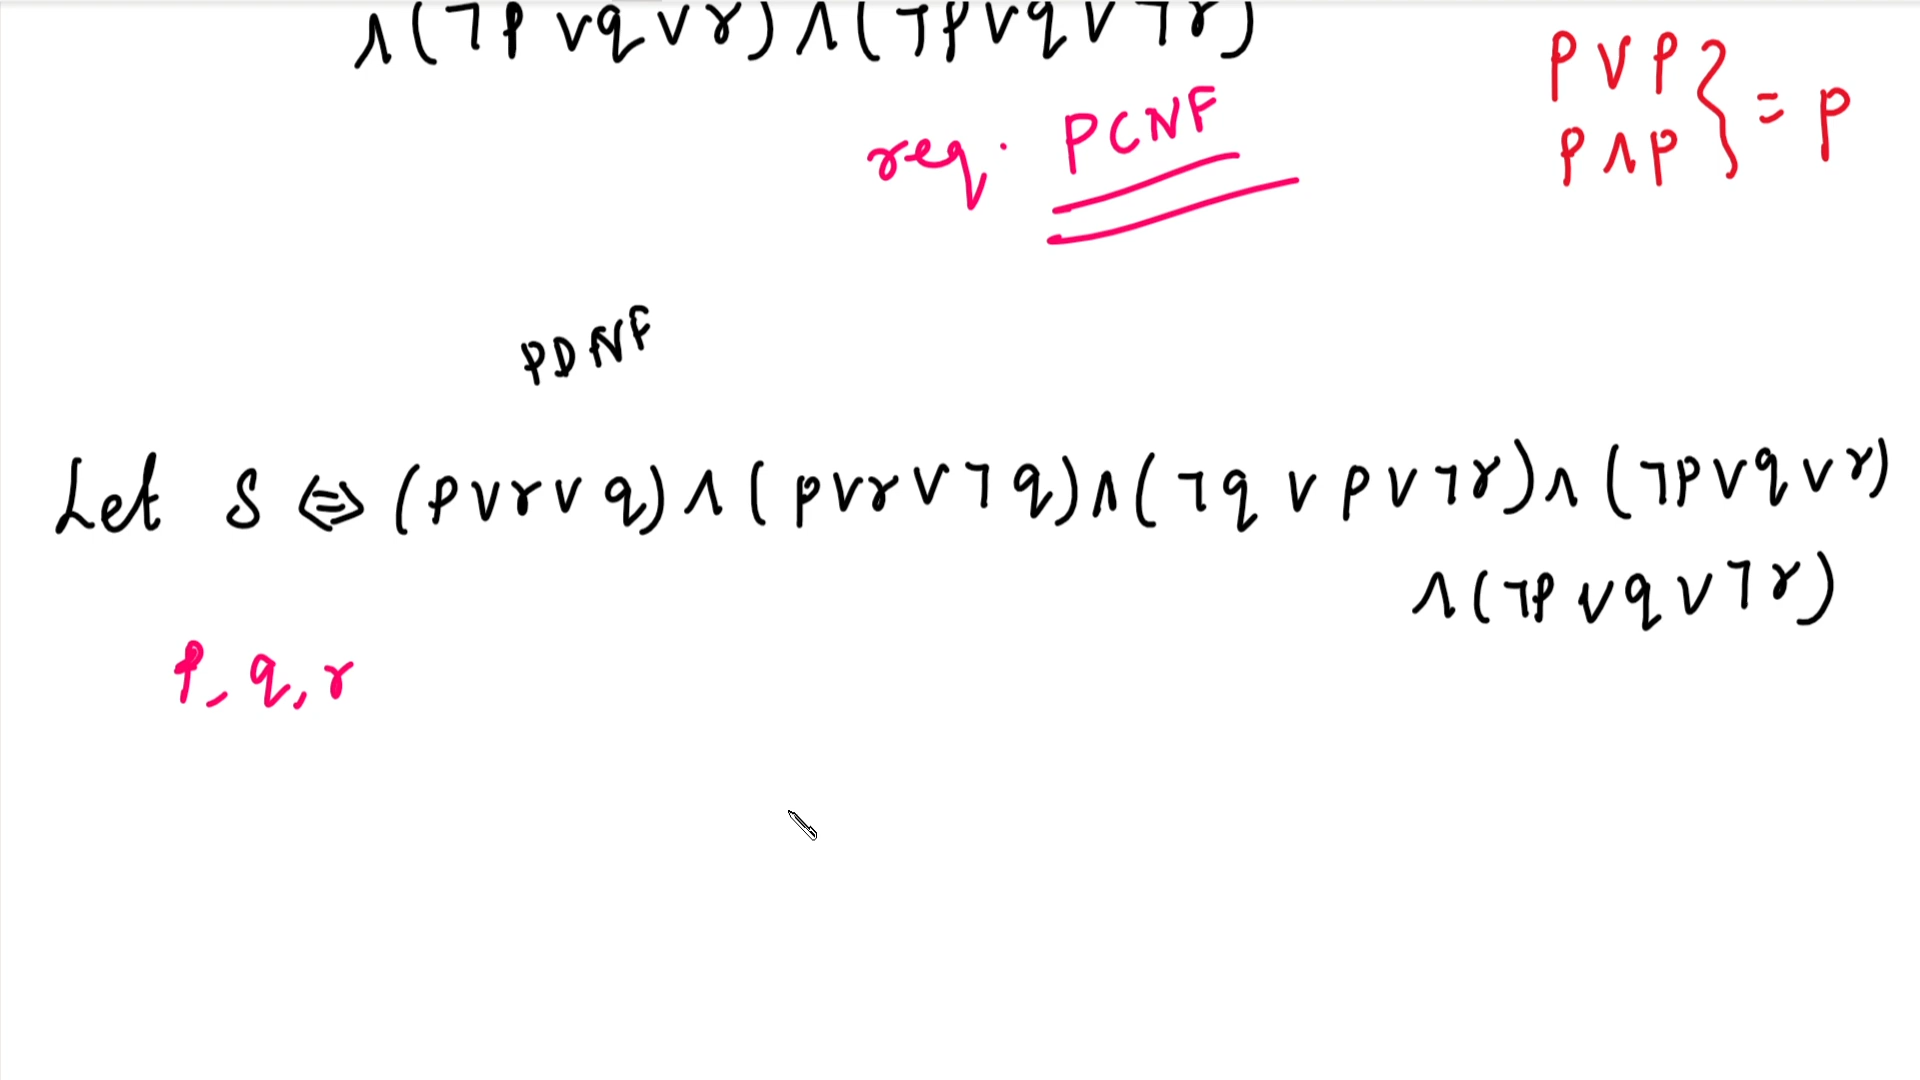 ∧(¬p∨q∨r)∧(¬p∨q∨¬r)
p∨p
p∧p } = p
req. PCNF
PDNF
Let S ⇔ (p∨r∨q)∧(p∨r∨¬q)∧(¬q∨p∨¬r)∧(¬p∨q∨r)
∧(¬p∨q∨¬r)
p, q, r